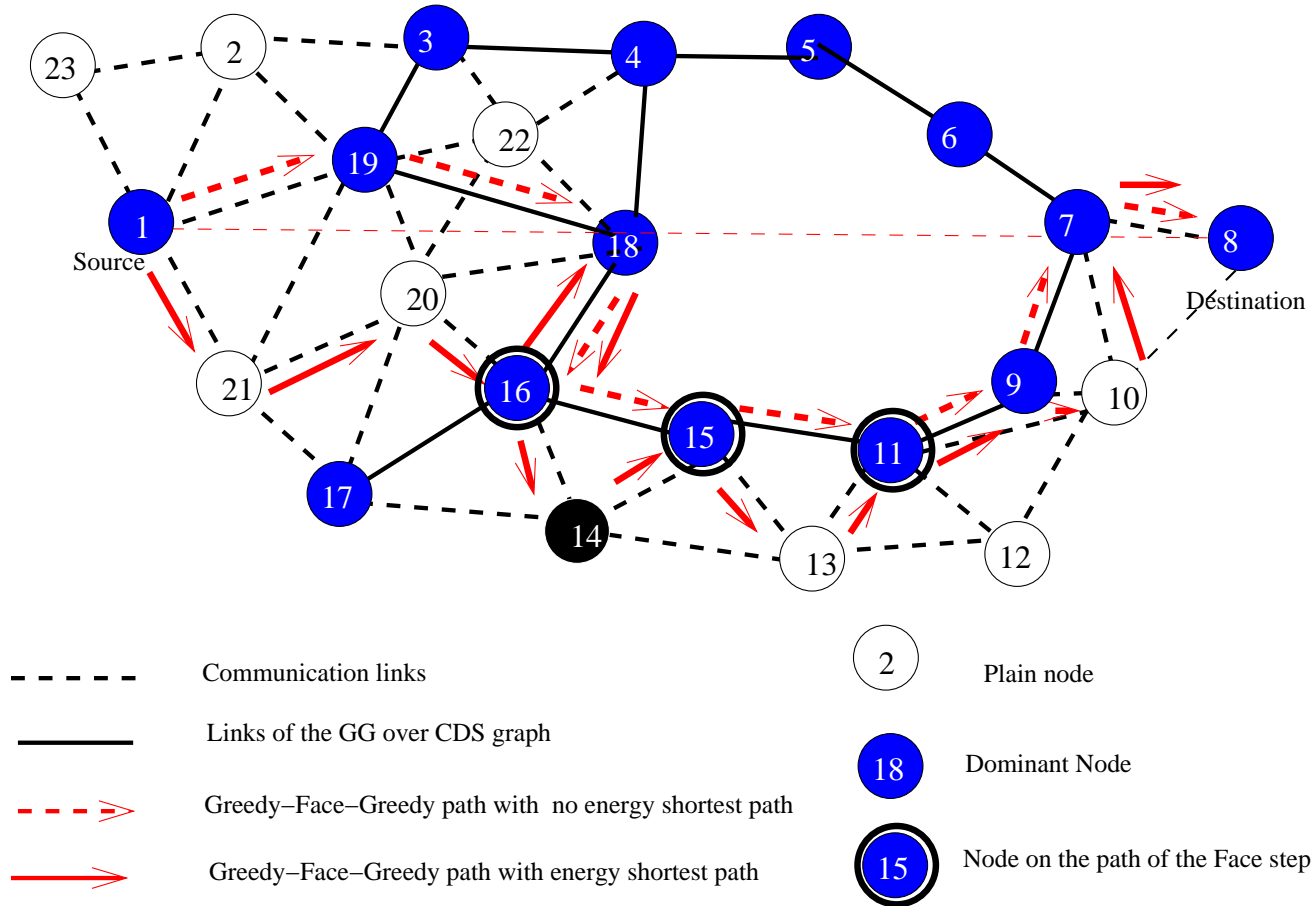 3
5
4
2
23
22
19
6
1
7
18
8
Source
20
Destination
21
16
9
10
15
11
17
14
12
13
2
Plain node
Communication links
Links of the GG over CDS graph
18
Dominant Node
Greedy–Face–Greedy path with no energy shortest path
15
Node on the path of the Face step
Greedy–Face–Greedy path with energy shortest path